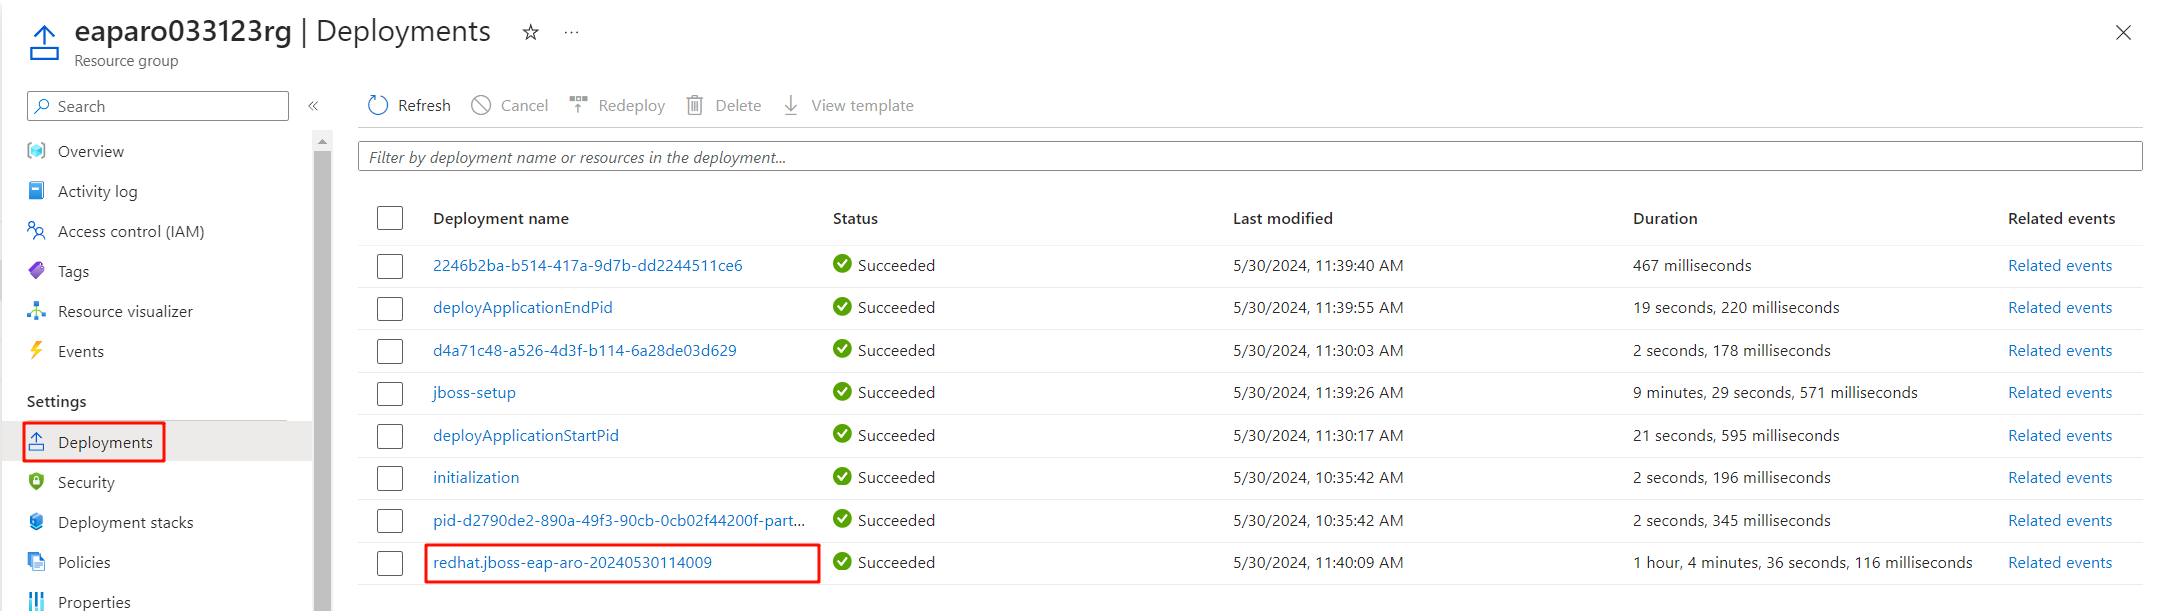 eaparo033123rg | Deployments ☆ ...
Resource group
Search «
Overview
Activity log
Access control (IAM)
Tags
Resource visualizer
Events
Settings
Deployments
Security
Deployment stacks
Policies
Properties
Refresh Cancel Redeploy Delete View template
Filter by deployment name or resources in the deployment...
Deployment name Status Last modified Duration Related events
2246b2ba-b514-417a-9d7b-dd2244511ce6 Succeeded 5/30/2024, 11:39:40 AM 467 milliseconds Related events
deployApplicationEndPid Succeeded 5/30/2024, 11:39:55 AM 19 seconds, 220 milliseconds Related events
d4a71c48-a526-4d3f-b114-6a28de03d629 Succeeded 5/30/2024, 11:30:03 AM 2 seconds, 178 milliseconds Related events
jboss-setup Succeeded 5/30/2024, 11:39:26 AM 9 minutes, 29 seconds, 571 milliseconds Related events
deployApplicationStartPid Succeeded 5/30/2024, 11:30:17 AM 21 seconds, 595 milliseconds Related events
initialization Succeeded 5/30/2024, 10:35:42 AM 2 seconds, 196 milliseconds Related events
pid-d2790de2-890a-49f3-90cb-0cb02f44200f-part... Succeeded 5/30/2024, 10:35:42 AM 2 seconds, 345 milliseconds Related events
redhat.jboss-eap-aro-20240530114009 Succeeded 5/30/2024, 11:40:09 AM 1 hour, 4 minutes, 36 seconds, 116 milliseconds Related events